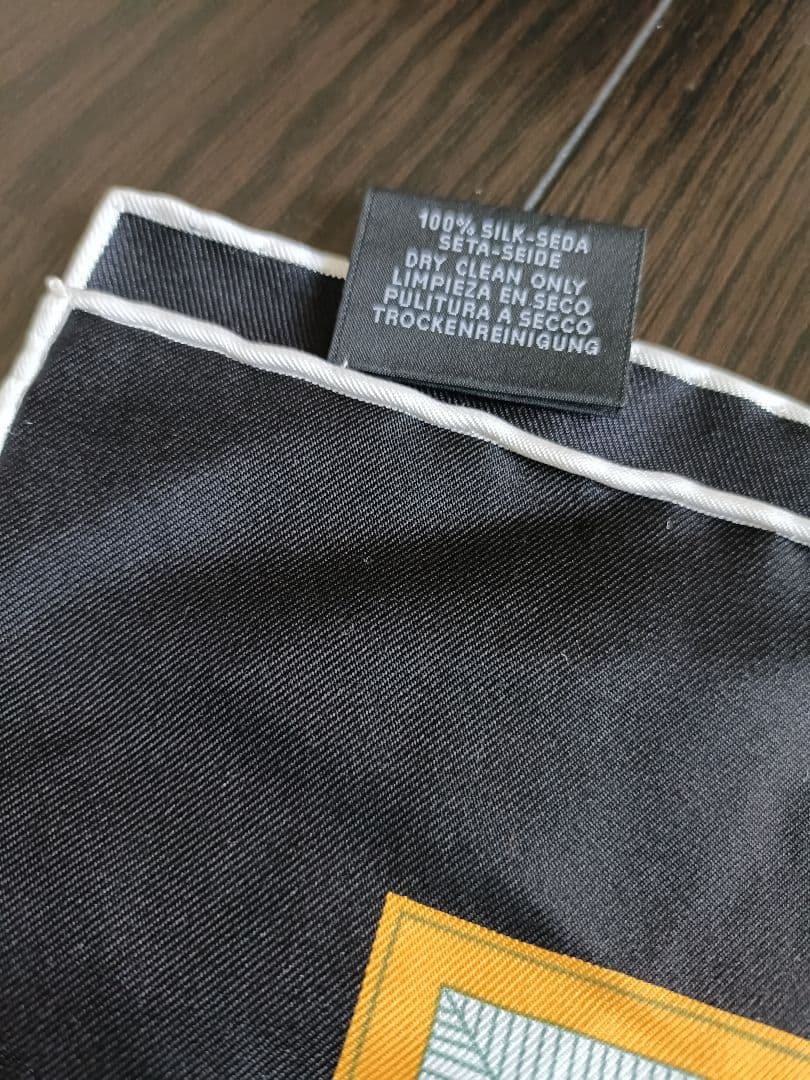 100% SILK-SEDA
SETA-SEIDE
DRY CLEAN ONLY
LIMPIEZA EN SECO
PULITURA A SECCO
TROCKENREINIGUNG